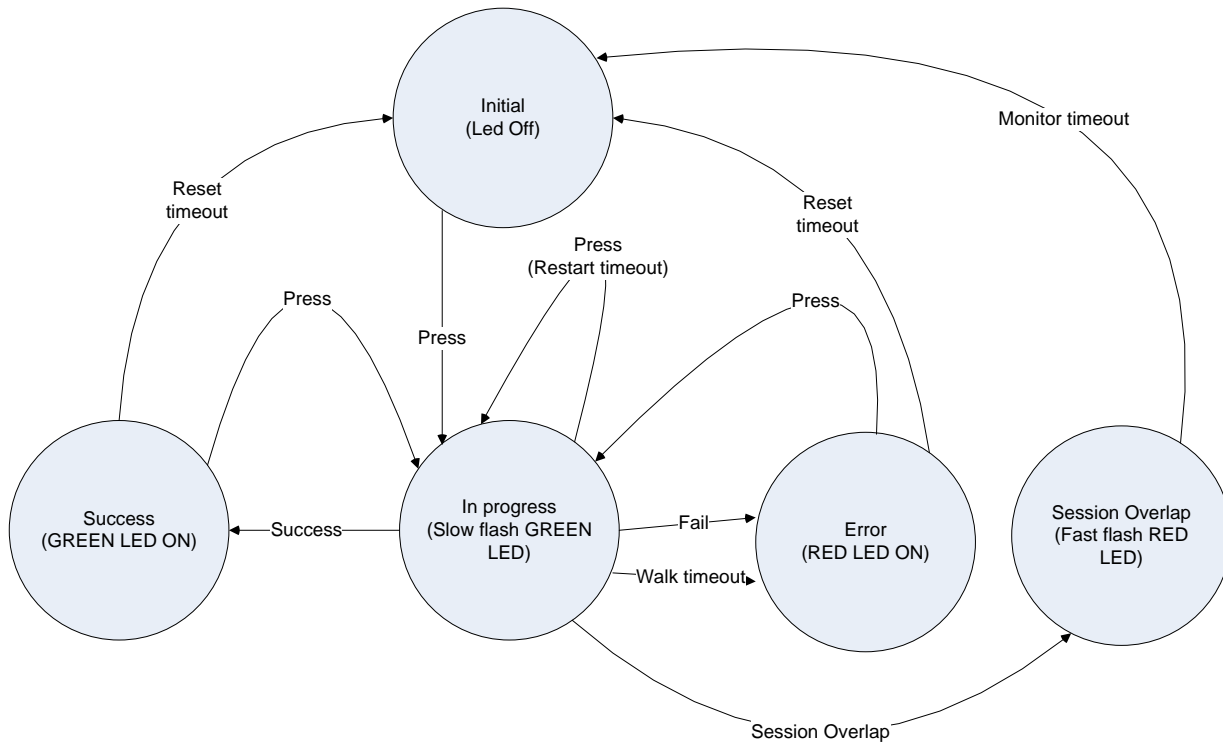 Initial
(Led Off)
Monitor timeout
Reset
timeout
Reset
timeout
Press
(Restart timeout)
Press
Press
Press
Success
(GREEN LED ON)
Success
In progress
(Slow flash GREEN
LED)
Fail
Walk timeout
Error
(RED LED ON)
Session Overlap
(Fast flash RED
LED)
Session Overlap